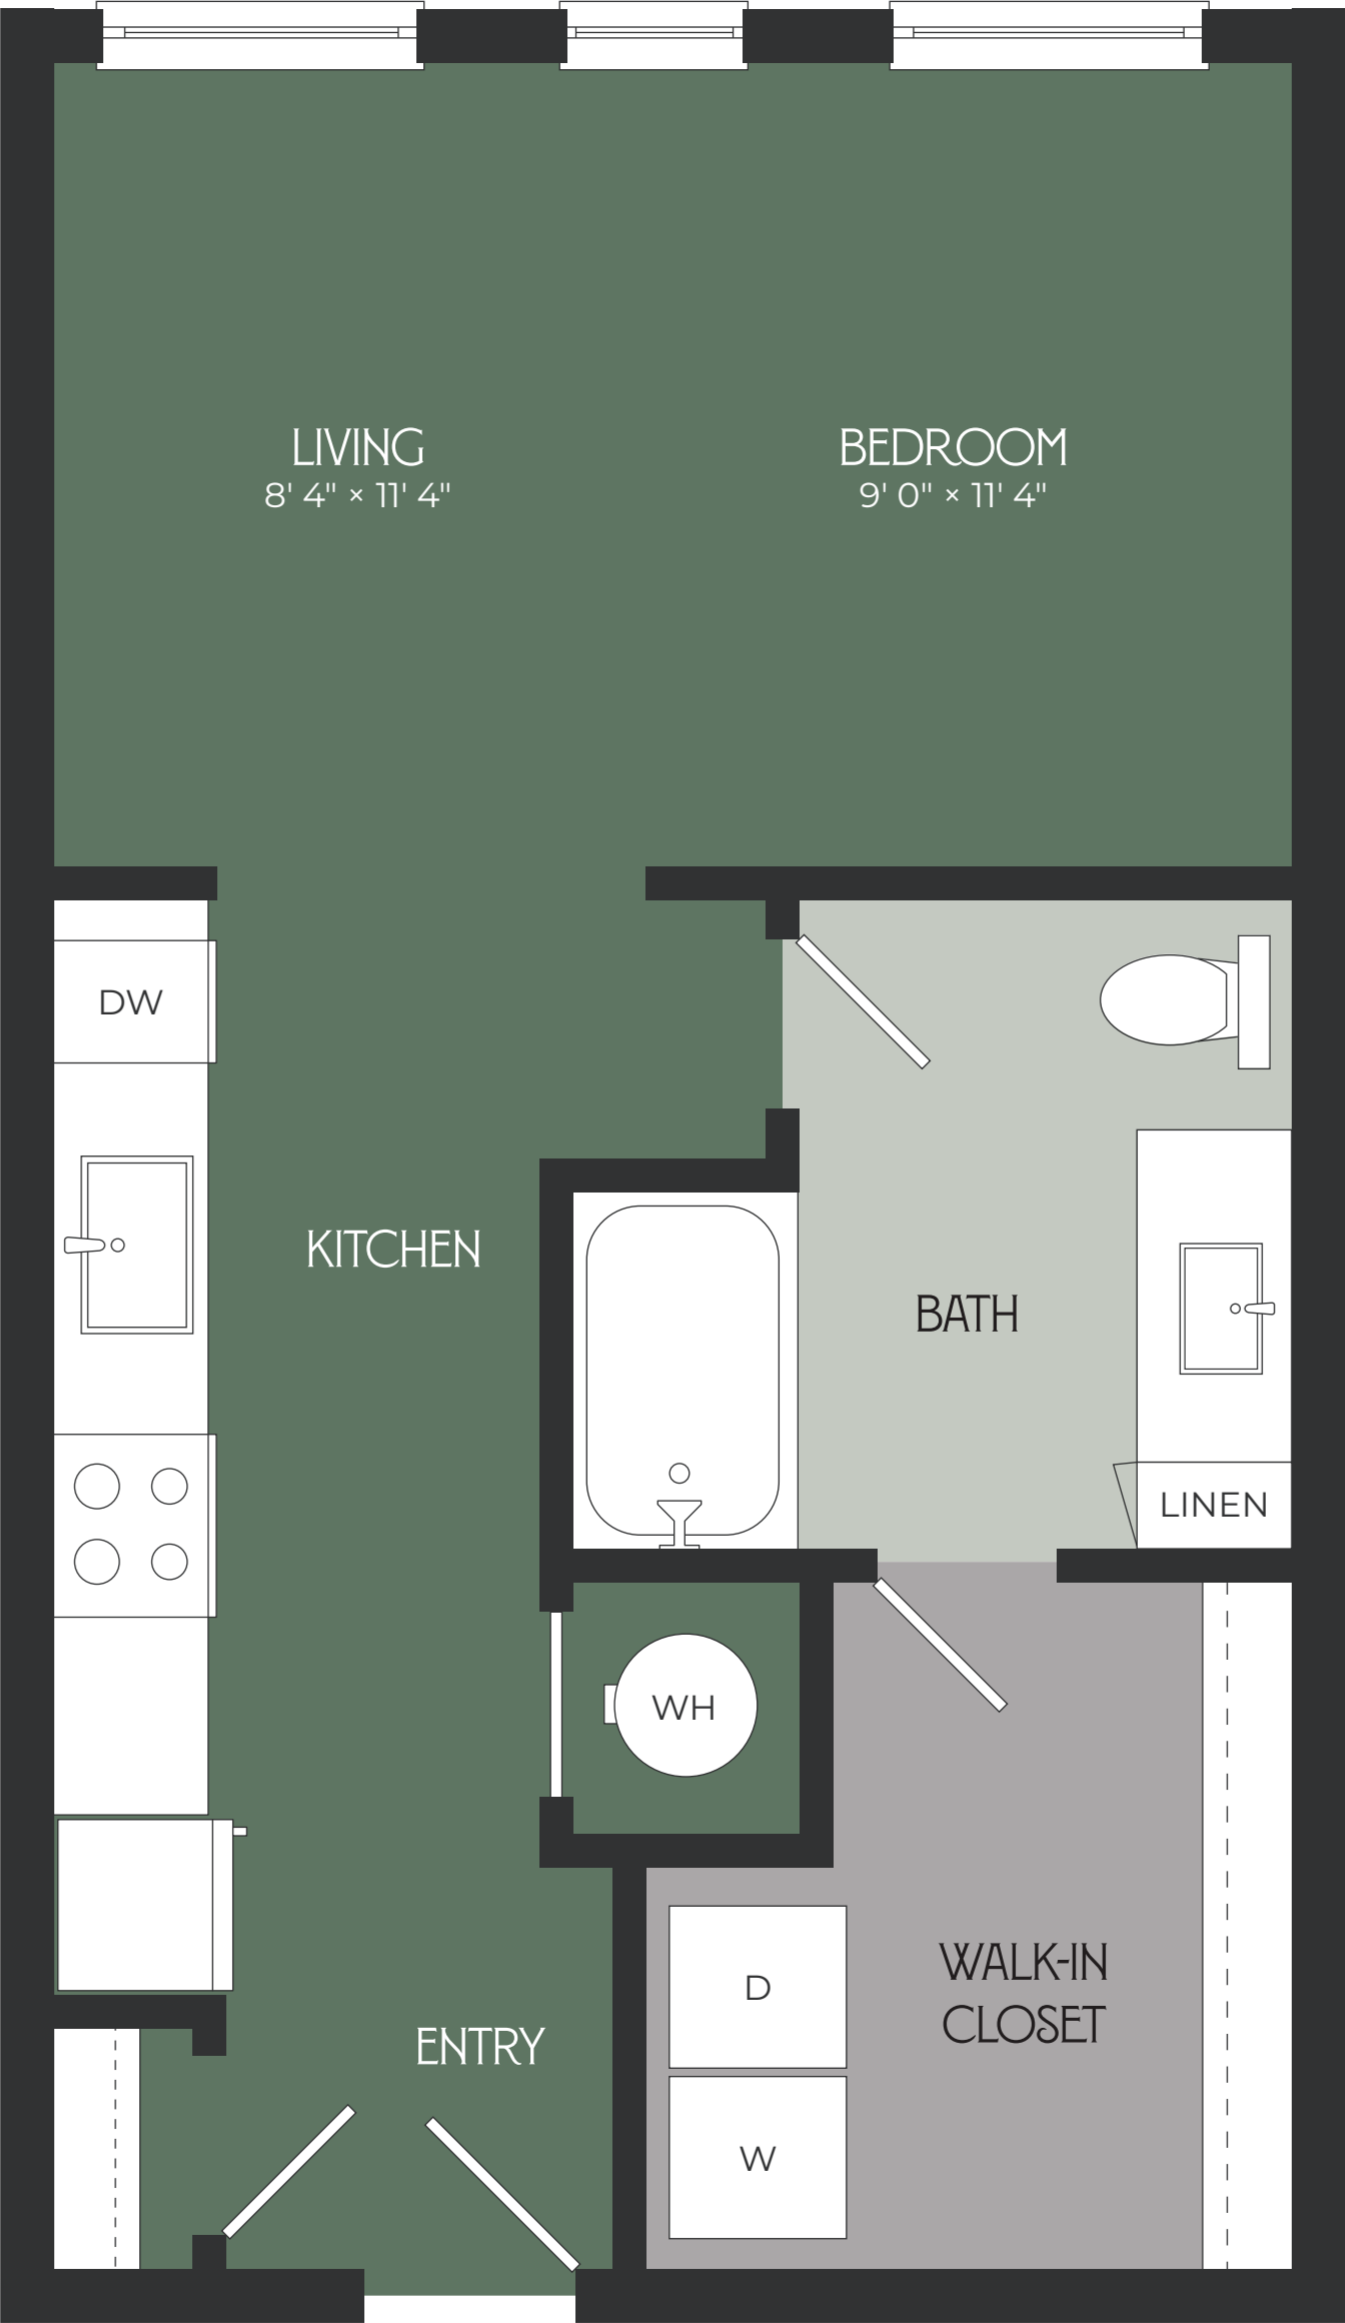 LIVING
8' 4" × 11' 4"
BEDROOM
9' 0" × 11' 4"
DW
KITCHEN
BATH
LINEN
WH
WALK-IN
CLOSET
D
ENTRY
W